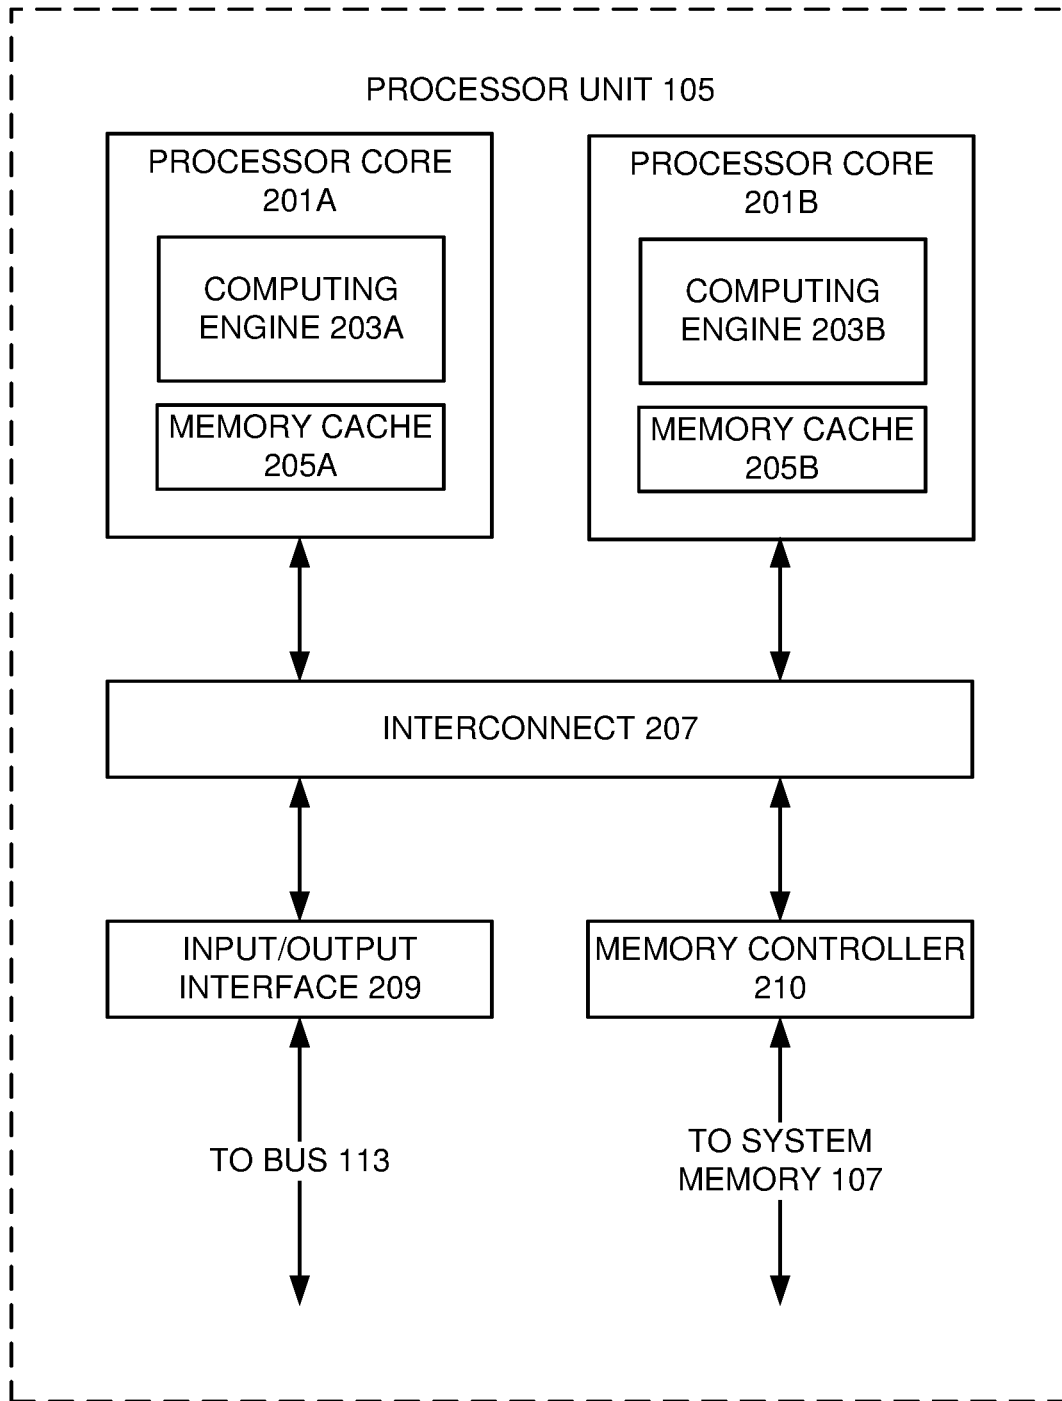 PROCESSOR UNIT 105
PROCESSOR CORE
201A
COMPUTING
ENGINE 203A
MEMORY CACHE
205A
PROCESSOR CORE
201B
COMPUTING
ENGINE 203B
MEMORY CACHE
205B
INTERCONNECT 207
INPUT/OUTPUT
INTERFACE 209
MEMORY CONTROLLER
210
TO BUS 113
TO SYSTEM
MEMORY 107